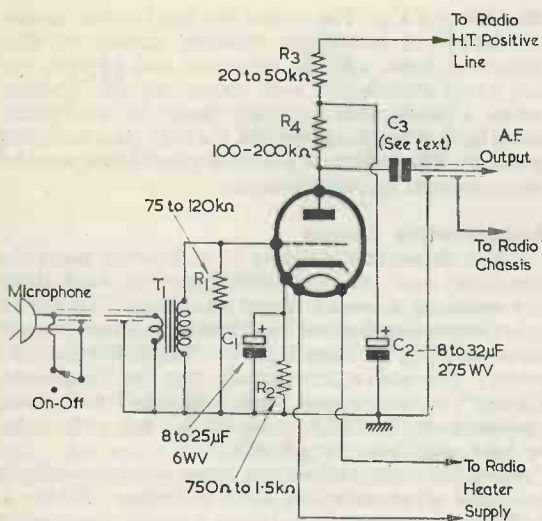 To Radio
H.T. Positive
Line
R3
20 to 50kΩ
R4
100-200kΩ
C3
(See text)
A.F.
Output
75 to 120kΩ
To Radio
Chassis
Microphone
T1
R1
C1
+
R2
+
C2
8 to 32μF
275 WV
On-Off
8 to 25μF
6WV
750Ω to 1·5kΩ
To Radio
Heater
Supply